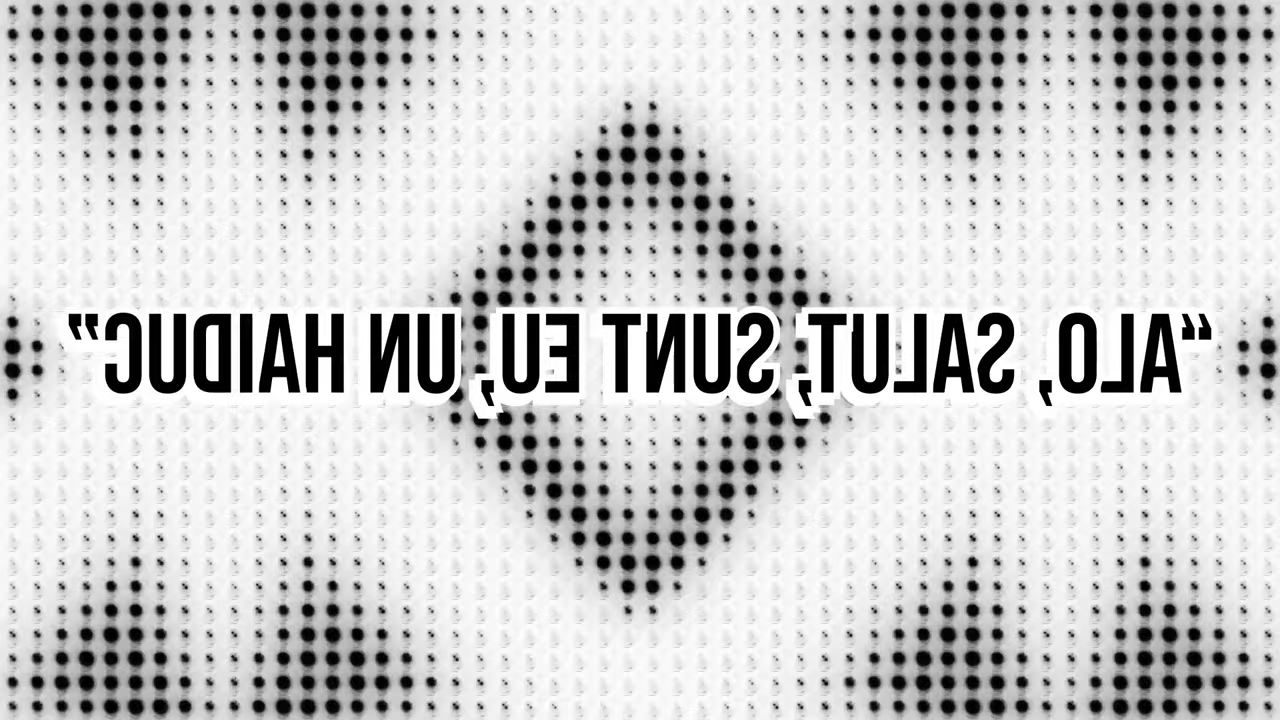 “ALO, SALUT, SUNT EU, UN HAIDUC”